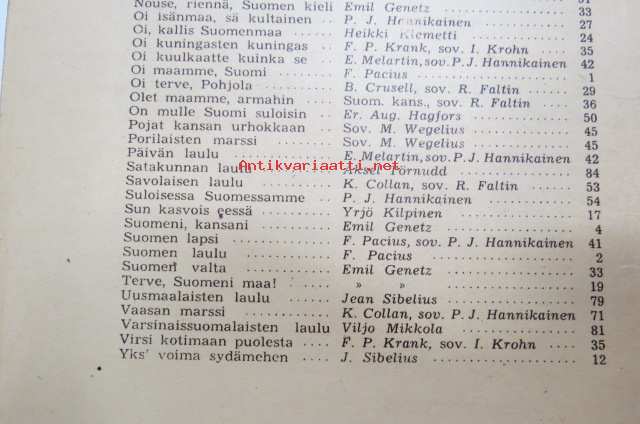 Nouse, riennä, Suomen kieli Emil Genetz ........ 33
Oi isänmaa, sä kultainen .. P. J. Hannikainen ........ 27
Oi, kallis Suomenmaa .... Heikki Klemetti ........ 24
Oi kuningasten kuningas .. F. P. Krank, sov. I. Krohn .... 35
Oi kuulkaatte kuinka se .. E. Melartin, sov. P. J. Hannikainen 42
Oi maamme, Suomi ........ F. Pacius ........ 1
Oi terve, Pohjola ........ B. Crusell, sov. R. Faltin .... 29
Olet maamme, armahin .... Suom. kans., sov. R. Faltin .. 36
On mulle Suomi suloisin .. Er. Aug. Hagfors ........ 50
Pojat kansan urhokkaan .. Sov. M. Wegelius ........ 45
Porilaisten marssi ........ Sov. M. Wegelius ........ 45
Päivän laulu ........ E. Melartin, sov. P. J. Hannikainen 42
Satakunnan laulu ........ Aksel Törnudd ........ 84
Antikvariaatti.net
Savolaisen laulu ........ K. Collan, sov. R. Faltin .... 53
Suloisessa Suomessamme .. P. J. Hannikainen ........ 54
Sun kasvois eessä ........ Yrjö Kilpinen ........ 17
Suomeni, kansani ........ Emil Genetz ........ 4
Suomen lapsi ........ F. Pacius, sov. P. J. Hannikainen 41
Suomen laulu ........ F. Pacius ........ 2
Suomen valta ........ Emil Genetz ........ 33
Terve, Suomeni maa! .... » » ........ 19
Uusmaalaisten laulu .... Jean Sibelius ........ 79
Vaasan marssi ........ K. Collan, sov. P. J. Hannikainen 71
Varsinaissuomalaisten laulu Viljo Mikkola ........ 81
Virsi kotimaan puolesta .... F. P. Krank, sov. I. Krohn .... 35
Yks' voima sydämehen .... J. Sibelius ........ 12